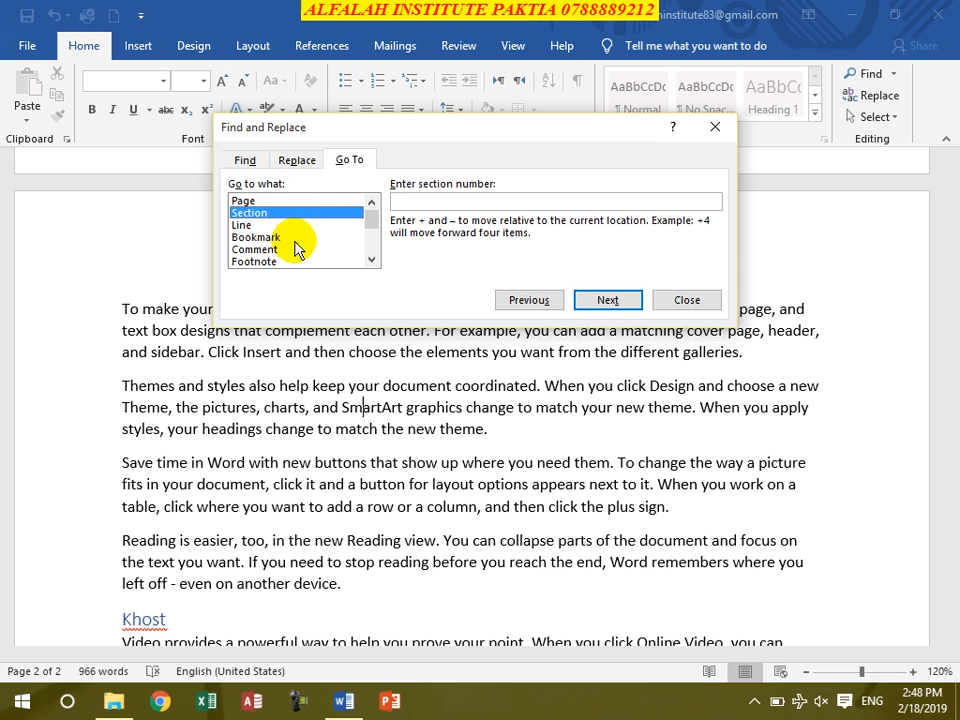 ALFALAH INSTITUTE PAKTIA 0788889212
institute83@gmail.com
File Home Insert Design Layout References Mailings Review View Help Tell me what you want to do Share
Paste
Clipboard
B I U abc X₂ X²
Aa
Font
AaBbCcDc AaBbCcDc AaBbCc
¶ Normal ¶ No Spac... Heading 1
Find
Replace
Select
Editing
Find and Replace
Find Replace Go To
Go to what:
Page
Section
Line
Bookmark
Comment
Footnote
Enter section number:
Enter + and – to move relative to the current location. Example: +4
will move forward four items.
Previous Next Close
To make your page, and
text box designs that complement each other. For example, you can add a matching cover page, header,
and sidebar. Click Insert and then choose the elements you want from the different galleries.
Themes and styles also help keep your document coordinated. When you click Design and choose a new
Theme, the pictures, charts, and SmartArt graphics change to match your new theme. When you apply
styles, your headings change to match the new theme.
Save time in Word with new buttons that show up where you need them. To change the way a picture
fits in your document, click it and a button for layout options appears next to it. When you work on a
table, click where you want to add a row or a column, and then click the plus sign.
Reading is easier, too, in the new Reading view. You can collapse parts of the document and focus on
the text you want. If you need to stop reading before you reach the end, Word remembers where you
left off - even on another device.
Khost
Video provides a powerful way to help you prove your point. When you click Online Video, you can
Page 2 of 2 966 words English (United States) 120%
ENG
2:48 PM
2/18/2019